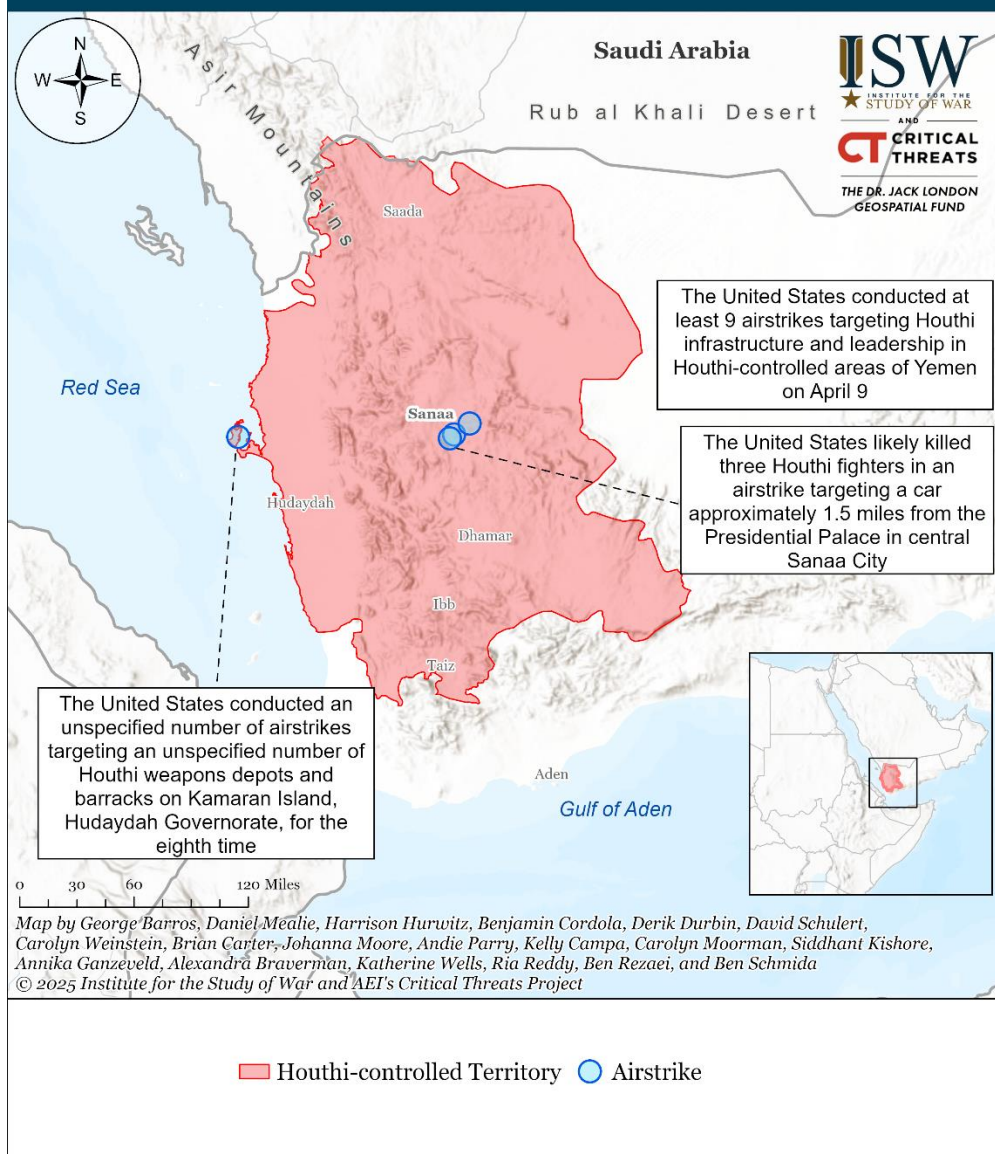 N
W
E
S
Asir Mountains
Saudi Arabia
Rub al Khali Desert
ISW
INSTITUTE FOR THE
STUDY OF WAR
AND
CT CRITICAL
THREATS
THE DR. JACK LONDON
GEOSPATIAL FUND
Saada
The United States conducted at
least 9 airstrikes targeting Houthi
infrastructure and leadership in
Houthi-controlled areas of Yemen
on April 9
Red Sea
Sanaa
The United States likely killed
three Houthi fighters in an
airstrike targeting a car
approximately 1.5 miles from the
Presidential Palace in central
Sanaa City
Hudaydah
Dhamar
Ibb
Taiz
The United States conducted an
unspecified number of airstrikes
targeting an unspecified number of
Houthi weapons depots and
barracks on Kamaran Island,
Hudaydah Governorate, for the
eighth time
Aden
Gulf of Aden
0 30 60 120 Miles
Map by George Barros, Daniel Mealie, Harrison Hurwitz, Benjamin Cordola, Derik Durbin, David Schulert,
Carolyn Weinstein, Brian Carter, Johanna Moore, Andie Parry, Kelly Campa, Carolyn Moorman, Siddhant Kishore,
Annika Ganzeveld, Alexandra Braverman, Katherine Wells, Ria Reddy, Ben Rezaei, and Ben Schmida
© 2025 Institute for the Study of War and AEI's Critical Threats Project
Houthi-controlled Territory Airstrike